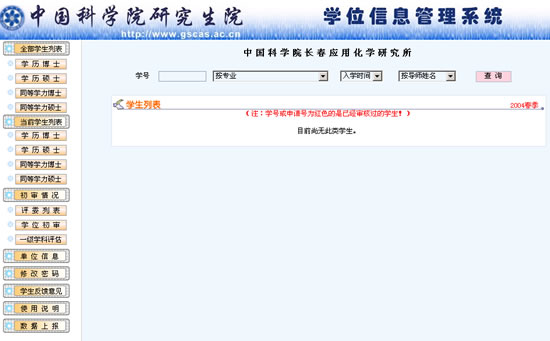 中国科学院研究生院 学位信息管理系统
http://www.gscas.ac.cn
全部学生列表
学历博士
学历硕士
同等学力博士
同等学力硕士
当前学生列表
学历博士
学历硕士
同等学力博士
同等学力硕士
初审情况
评委列表
学位初审
一级学科评估
单位信息
修改密码
学生反馈意见
使用说明
数据上报
中国科学院长春应用化学研究所
学号 按专业 入学时间 按导师姓名 查询
学生列表 2004春季
(注:学号或申请号为红色的是已经审核过的学生!)
目前尚无此类学生。